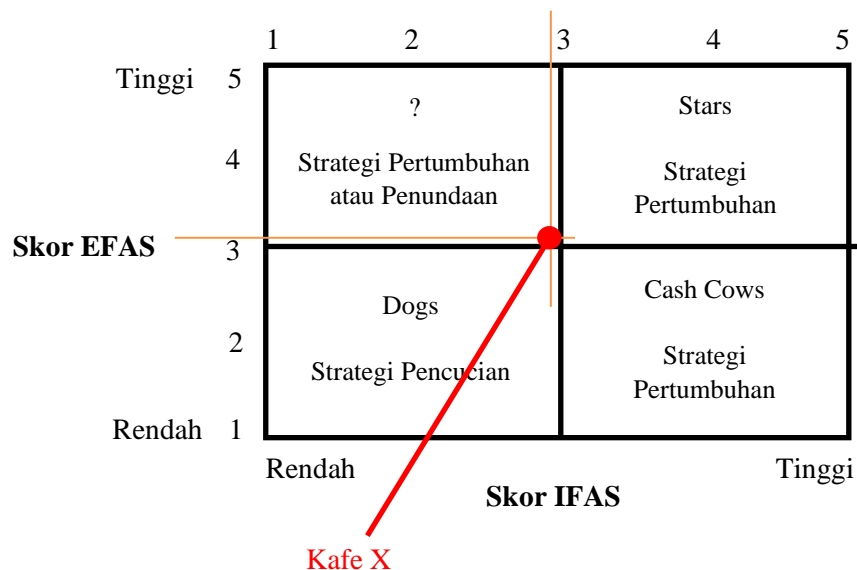 1 2 3 4 5
Tinggi 5
?
Stars
4
Strategi Pertumbuhan
atau Penundaan
Strategi
Pertumbuhan
Skor EFAS
3
Dogs
Cash Cows
2
Strategi Pencucian
Strategi
Pertumbuhan
Rendah 1
Rendah
Tinggi
Skor IFAS
Kafe X